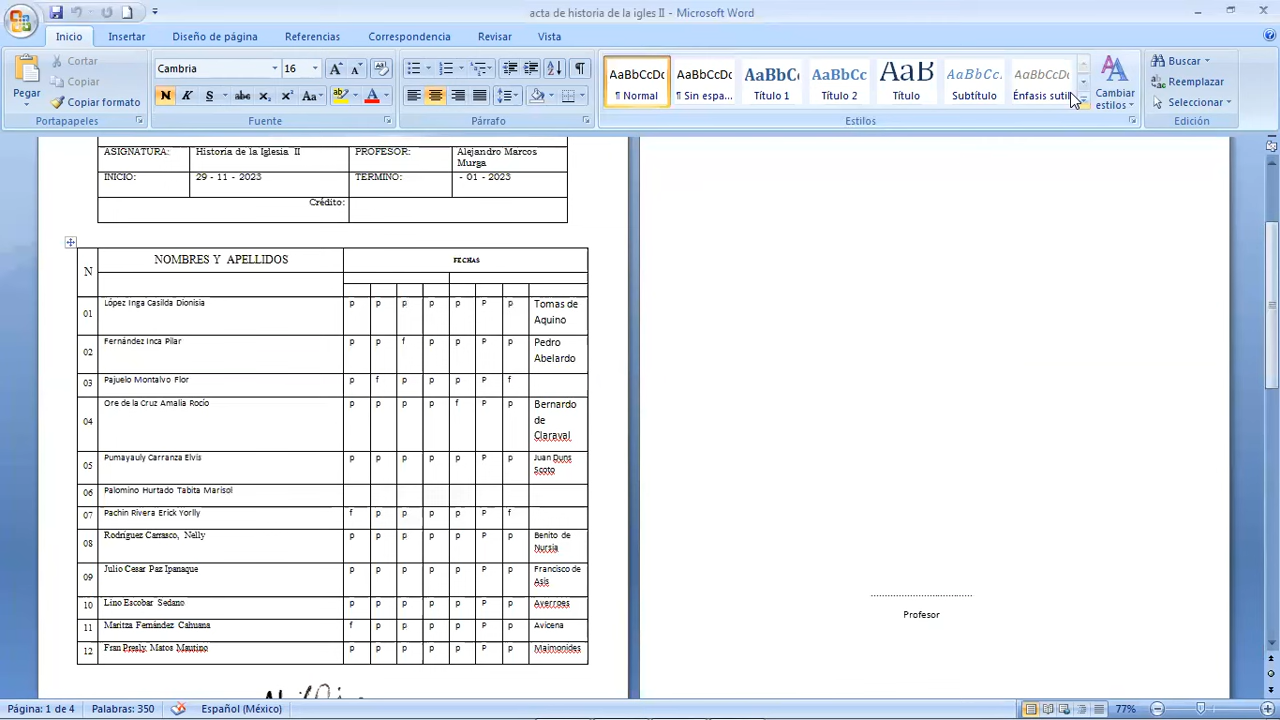 acta de historia de la igles II - Microsoft Word
Inicio Insertar Diseño de página Referencias Correspondencia Revisar Vista
Pegar
Cortar
Copiar
Copiar formato
Portapapeles
Cambria 16
N K S abc x₂ x² Aa
Fuente
Párrafo
AaBbCcDc AaBbCcDc AaBbCc AaBbCc AaB AaBbCc. AaBbCcDc
¶ Normal ¶ Sin espa... Título 1 Título 2 Título Subtítulo Énfasis sutil
Cambiar estilos
Estilos
Buscar
Reemplazar
Seleccionar
Edición
ASIGNATURA: Historia de la Iglesia II PROFESOR: Alejandro Marcos
Murga
INICIO: 29 - 11 - 2023 TERMINO: - 01 - 2023
Crédito:
N NOMBRES Y APELLIDOS FECHAS
01 López Inga Casilda Dionisia p p p p p P p Tomas de
Aquino
02 Fernández Inca Pilar p p f p p P p Pedro
Abelardo
03 Pajuelo Montalvo Flor p f p p p P f
04 Ore de la Cruz Amalia Rocio p p p p f P p Bernardo
de
Claraval
05 Pumayauly Carranza Elvis p p p p p P p Juan Duns
Scoto
06 Palomino Hurtado Tabita Marisol
07 Pachin Rivera Erick Yorlly f p p p p P f
08 Rodríguez Carrasco, Nelly p p p p p P p Benito de
Nursia
09 Julio Cesar Paz Ipanaque p p p p p P p Francisco de
Asis
10 Lino Escobar Sedano p p p p p P p Averroes
11 Maritza Fernández Cahuana f p p p p P p Avicena
12 Fran Presly, Matos Mautino p p p p p P p Maimonides
....................................
Profesor
Página: 1 de 4 Palabras: 350 Español (México) 77%